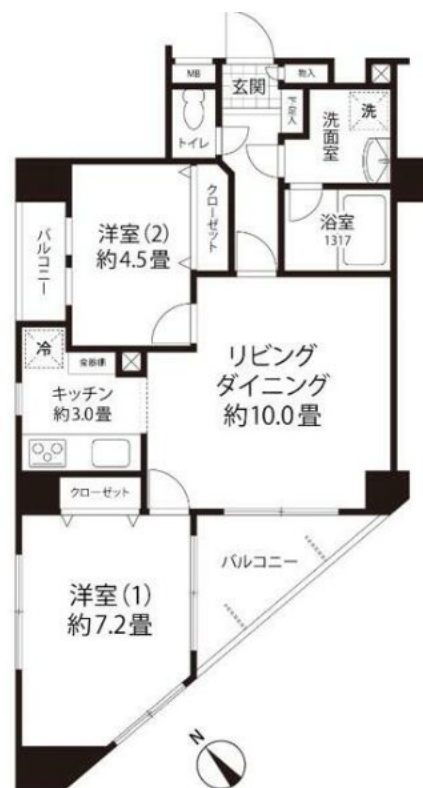 MB
玄関
物入
下足入
トイレ
洗面室
洗
クローゼット
浴室
1317
洋室(2)
約4.5畳
バルコニー
冷
食器棚
キッチン
約3.0畳
リビング
ダイニング
約10.0畳
クローゼット
バルコニー
洋室(1)
約7.2畳
N